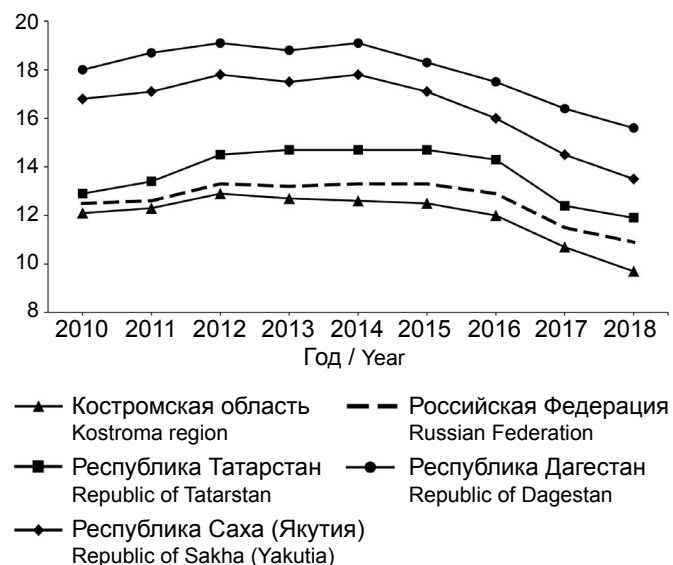 20
18
16
14
12
10
8
2010 2011 2012 2013 2014 2015 2016 2017 2018
Год / Year
Костромская область
Kostroma region
Российская Федерация
Russian Federation
Республика Татарстан
Republic of Tatarstan
Республика Дагестан
Republic of Dagestan
Республика Саха (Якутия)
Republic of Sakha (Yakutia)